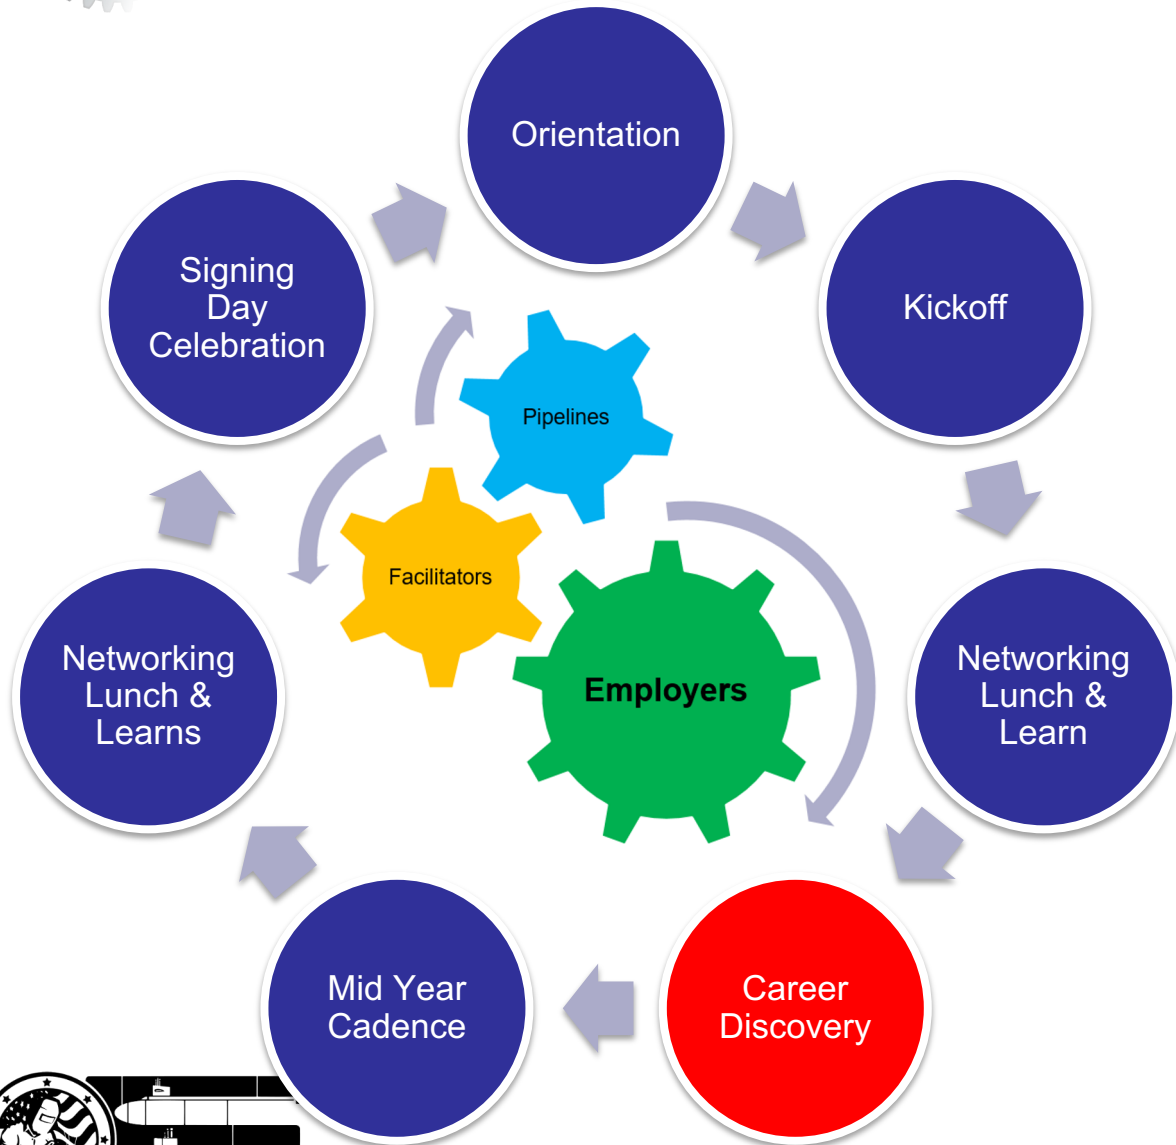 Orientation
Kickoff
Networking
Lunch &
Learn
Career
Discovery
Mid Year
Cadence
Networking
Lunch &
Learns
Signing
Day
Celebration
Pipelines
Facilitators
Employers